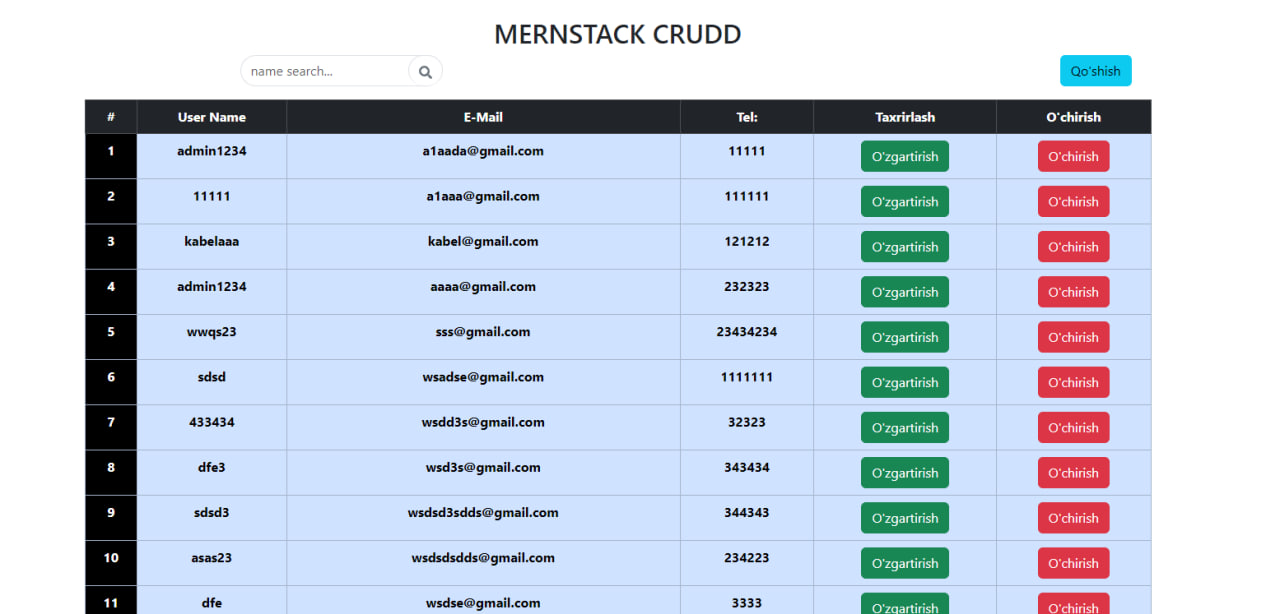 MERNSTACK CRUDD
name search...
Qo'shish
# User Name E-Mail Tel: Taxrirlash O'chirish
1 admin1234 a1aada@gmail.com 11111 O'zgartirish O'chirish
2 11111 a1aaa@gmail.com 111111 O'zgartirish O'chirish
3 kabelaaa kabel@gmail.com 121212 O'zgartirish O'chirish
4 admin1234 aaaa@gmail.com 232323 O'zgartirish O'chirish
5 wwqs23 sss@gmail.com 23434234 O'zgartirish O'chirish
6 sdsd wsadse@gmail.com 1111111 O'zgartirish O'chirish
7 433434 wsdd3s@gmail.com 32323 O'zgartirish O'chirish
8 dfe3 wsd3s@gmail.com 343434 O'zgartirish O'chirish
9 sdsd3 wsdsd3sdds@gmail.com 344343 O'zgartirish O'chirish
10 asas23 wsdsdsdds@gmail.com 234223 O'zgartirish O'chirish
11 dfe wsdse@gmail.com 3333 O'zgartirish O'chirish